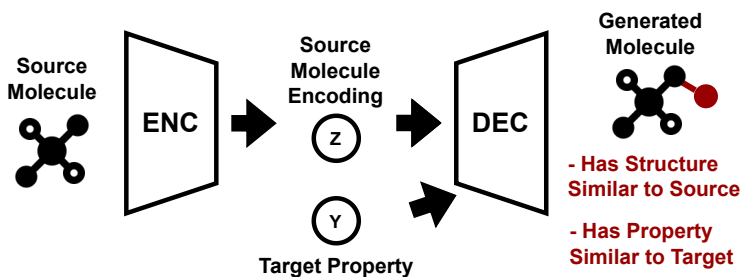 Source
Molecule
ENC
Source
Molecule
Encoding
Z
Y
Target Property
DEC
Generated
Molecule
- Has Structure
Similar to Source
- Has Property
Similar to Target